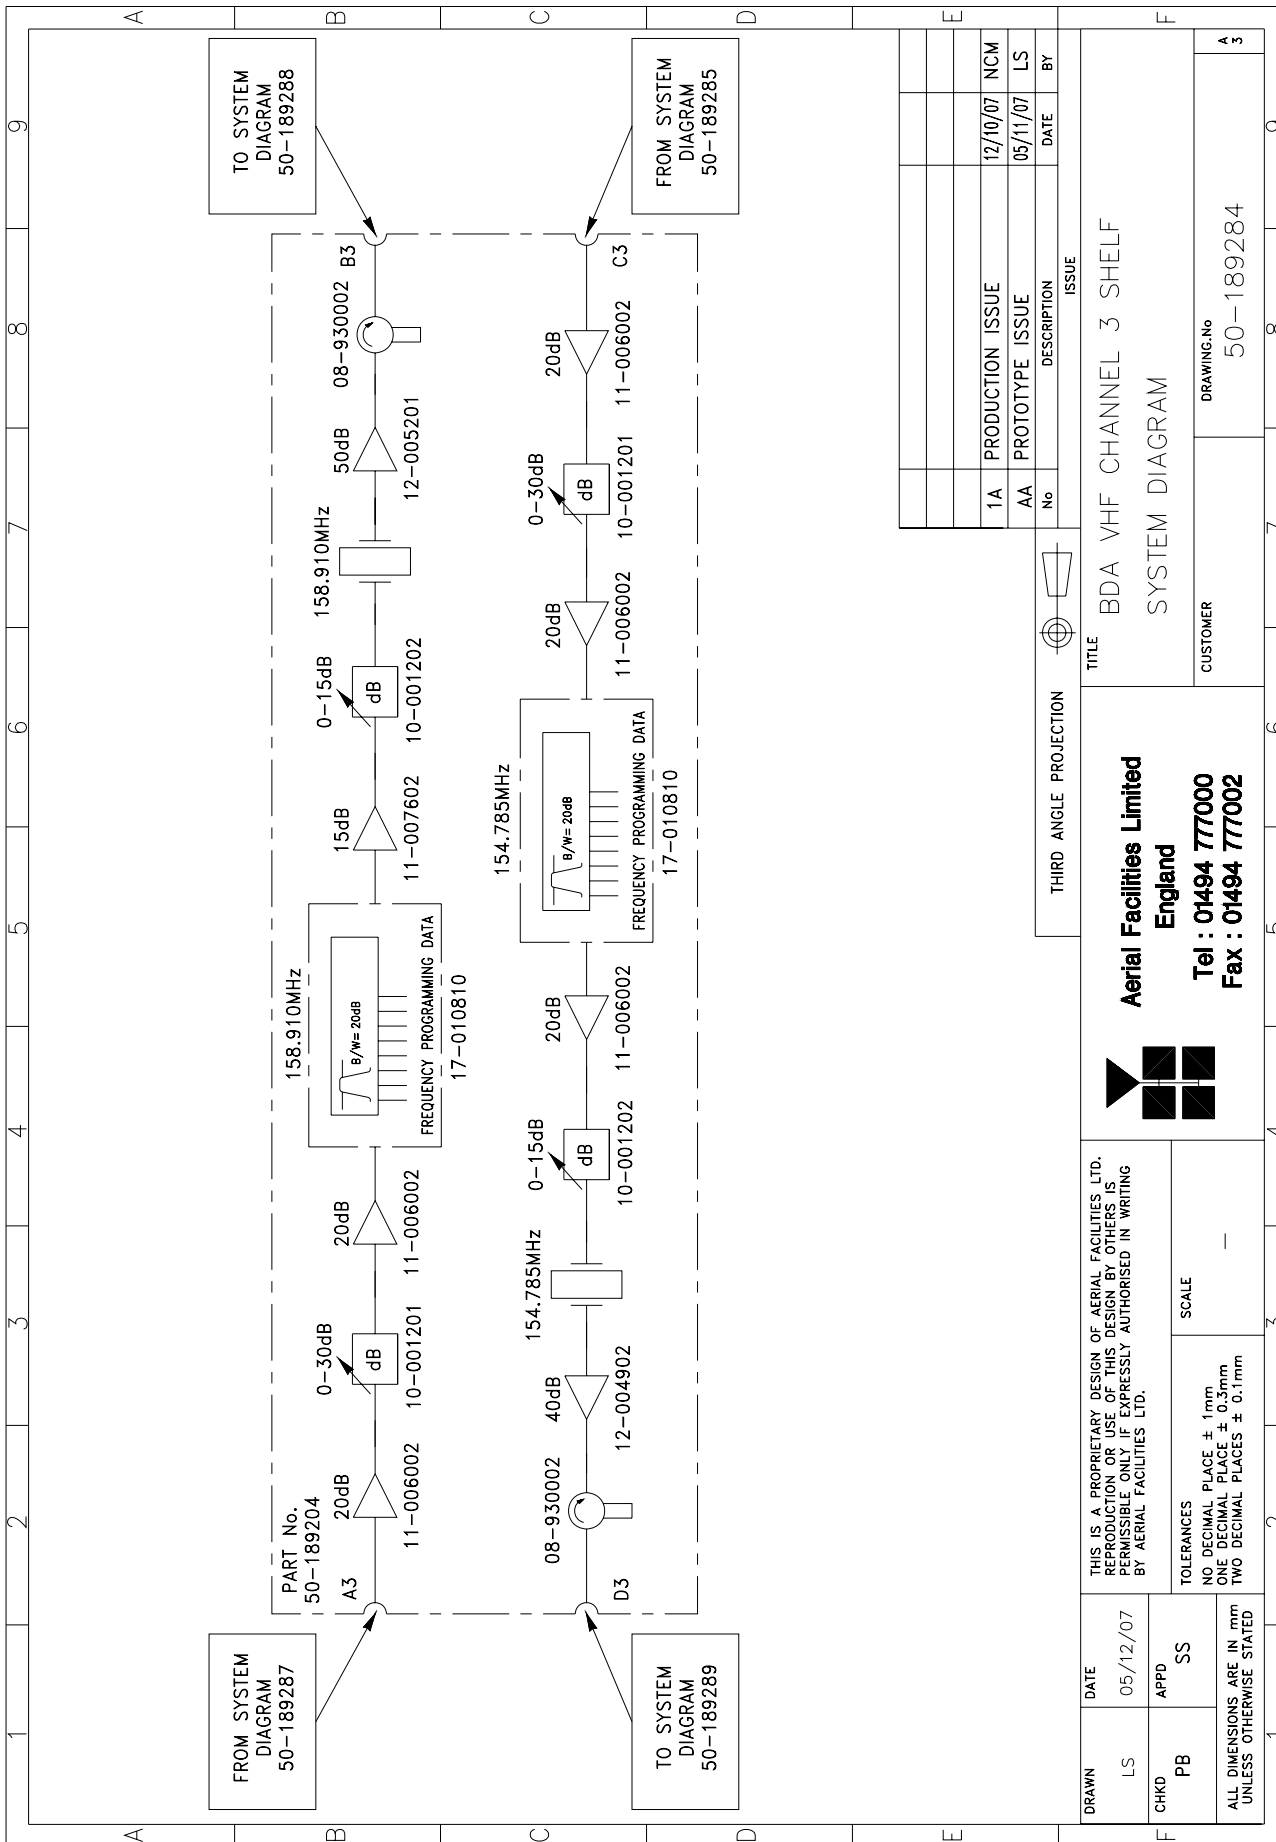 1 2 3 4 5 6 7 8 9
A
B
C
D
E
F
FROM SYSTEM
DIAGRAM
50-189287
TO SYSTEM
DIAGRAM
50-189288
PART No.
50-189204
A3
20dB
11-006002
0-30dB
dB
10-001201
20dB
11-006002
158.910MHz
B/W= 20dB
FREQUENCY PROGRAMMING DATA
17-010810
15dB
11-007602
0-15dB
dB
10-001202
158.910MHz
50dB
12-005201
08-930002
B3
TO SYSTEM
DIAGRAM
50-189289
FROM SYSTEM
DIAGRAM
50-189285
D3
08-930002
40dB
12-004902
154.785MHz
0-15dB
dB
10-001202
20dB
11-006002
154.785MHz
B/W= 20dB
FREQUENCY PROGRAMMING DATA
17-010810
20dB
11-006002
0-30dB
dB
10-001201
20dB
11-006002
C3
1A PRODUCTION ISSUE 12/10/07 NCM
AA PROTOTYPE ISSUE 05/11/07 LS
No DESCRIPTION DATE BY
ISSUE
THIRD ANGLE PROJECTION
DRAWN
LS
DATE
05/12/07
CHKD
PB
APPD
SS
ALL DIMENSIONS ARE IN mm
UNLESS OTHERWISE STATED
THIS IS A PROPRIETARY DESIGN OF AERIAL FACILITIES LTD.
REPRODUCTION OR USE OF THIS DESIGN BY OTHERS IS
PERMISSIBLE ONLY IF EXPRESSLY AUTHORISED IN WRITING
BY AERIAL FACILITIES LTD.
TOLERANCES
NO DECIMAL PLACE ± 1mm
ONE DECIMAL PLACE ± 0.3mm
TWO DECIMAL PLACES ± 0.1mm
SCALE
—
Aerial Facilities Limited
England
Tel : 01494 777000
Fax : 01494 777002
TITLE
BDA VHF CHANNEL 3 SHELF
SYSTEM DIAGRAM
CUSTOMER
DRAWING.No
50-189284
A
3
A
B
C
D
E
F
1 2 3 4 5 6 7 8 9